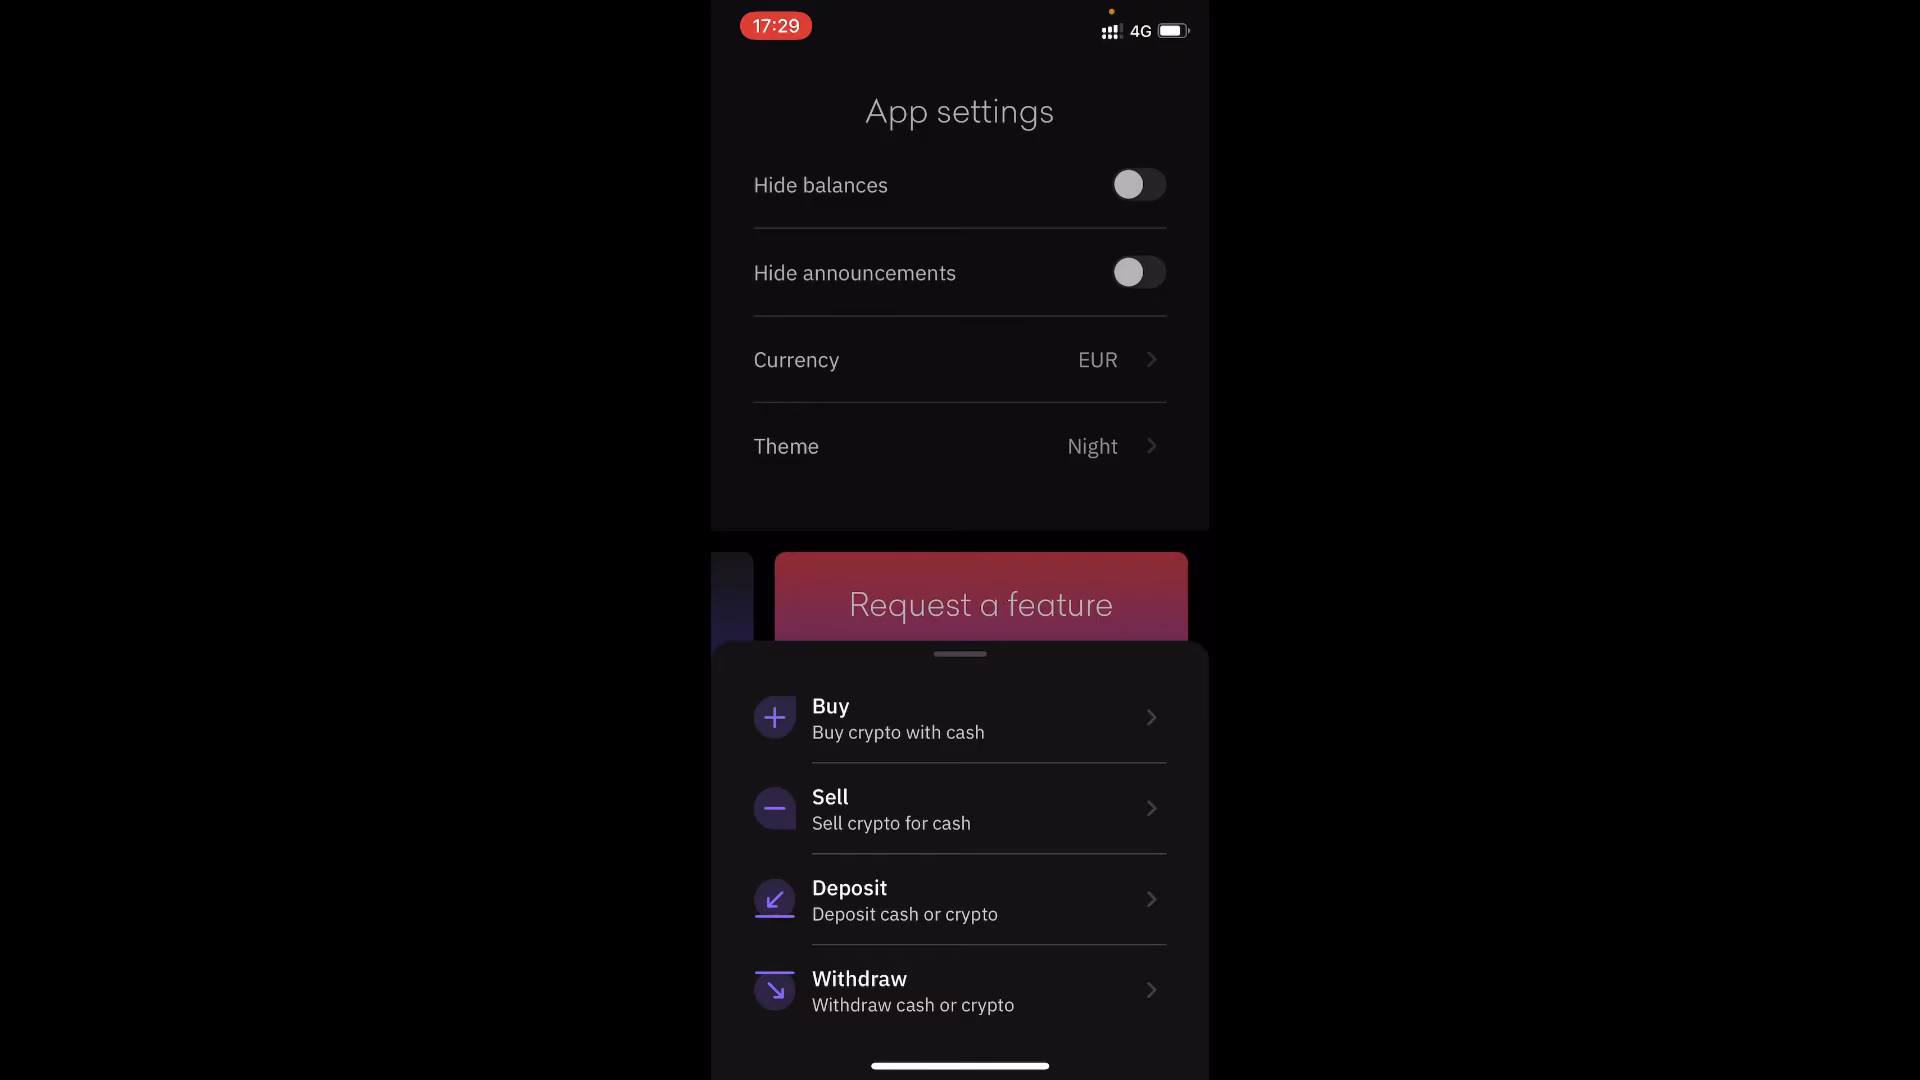 17:29
4G
App settings
Hide balances
Hide announcements
Currency EUR
Theme Night
Request a feature
Buy
Buy crypto with cash
Sell
Sell crypto for cash
Deposit
Deposit cash or crypto
Withdraw
Withdraw cash or crypto